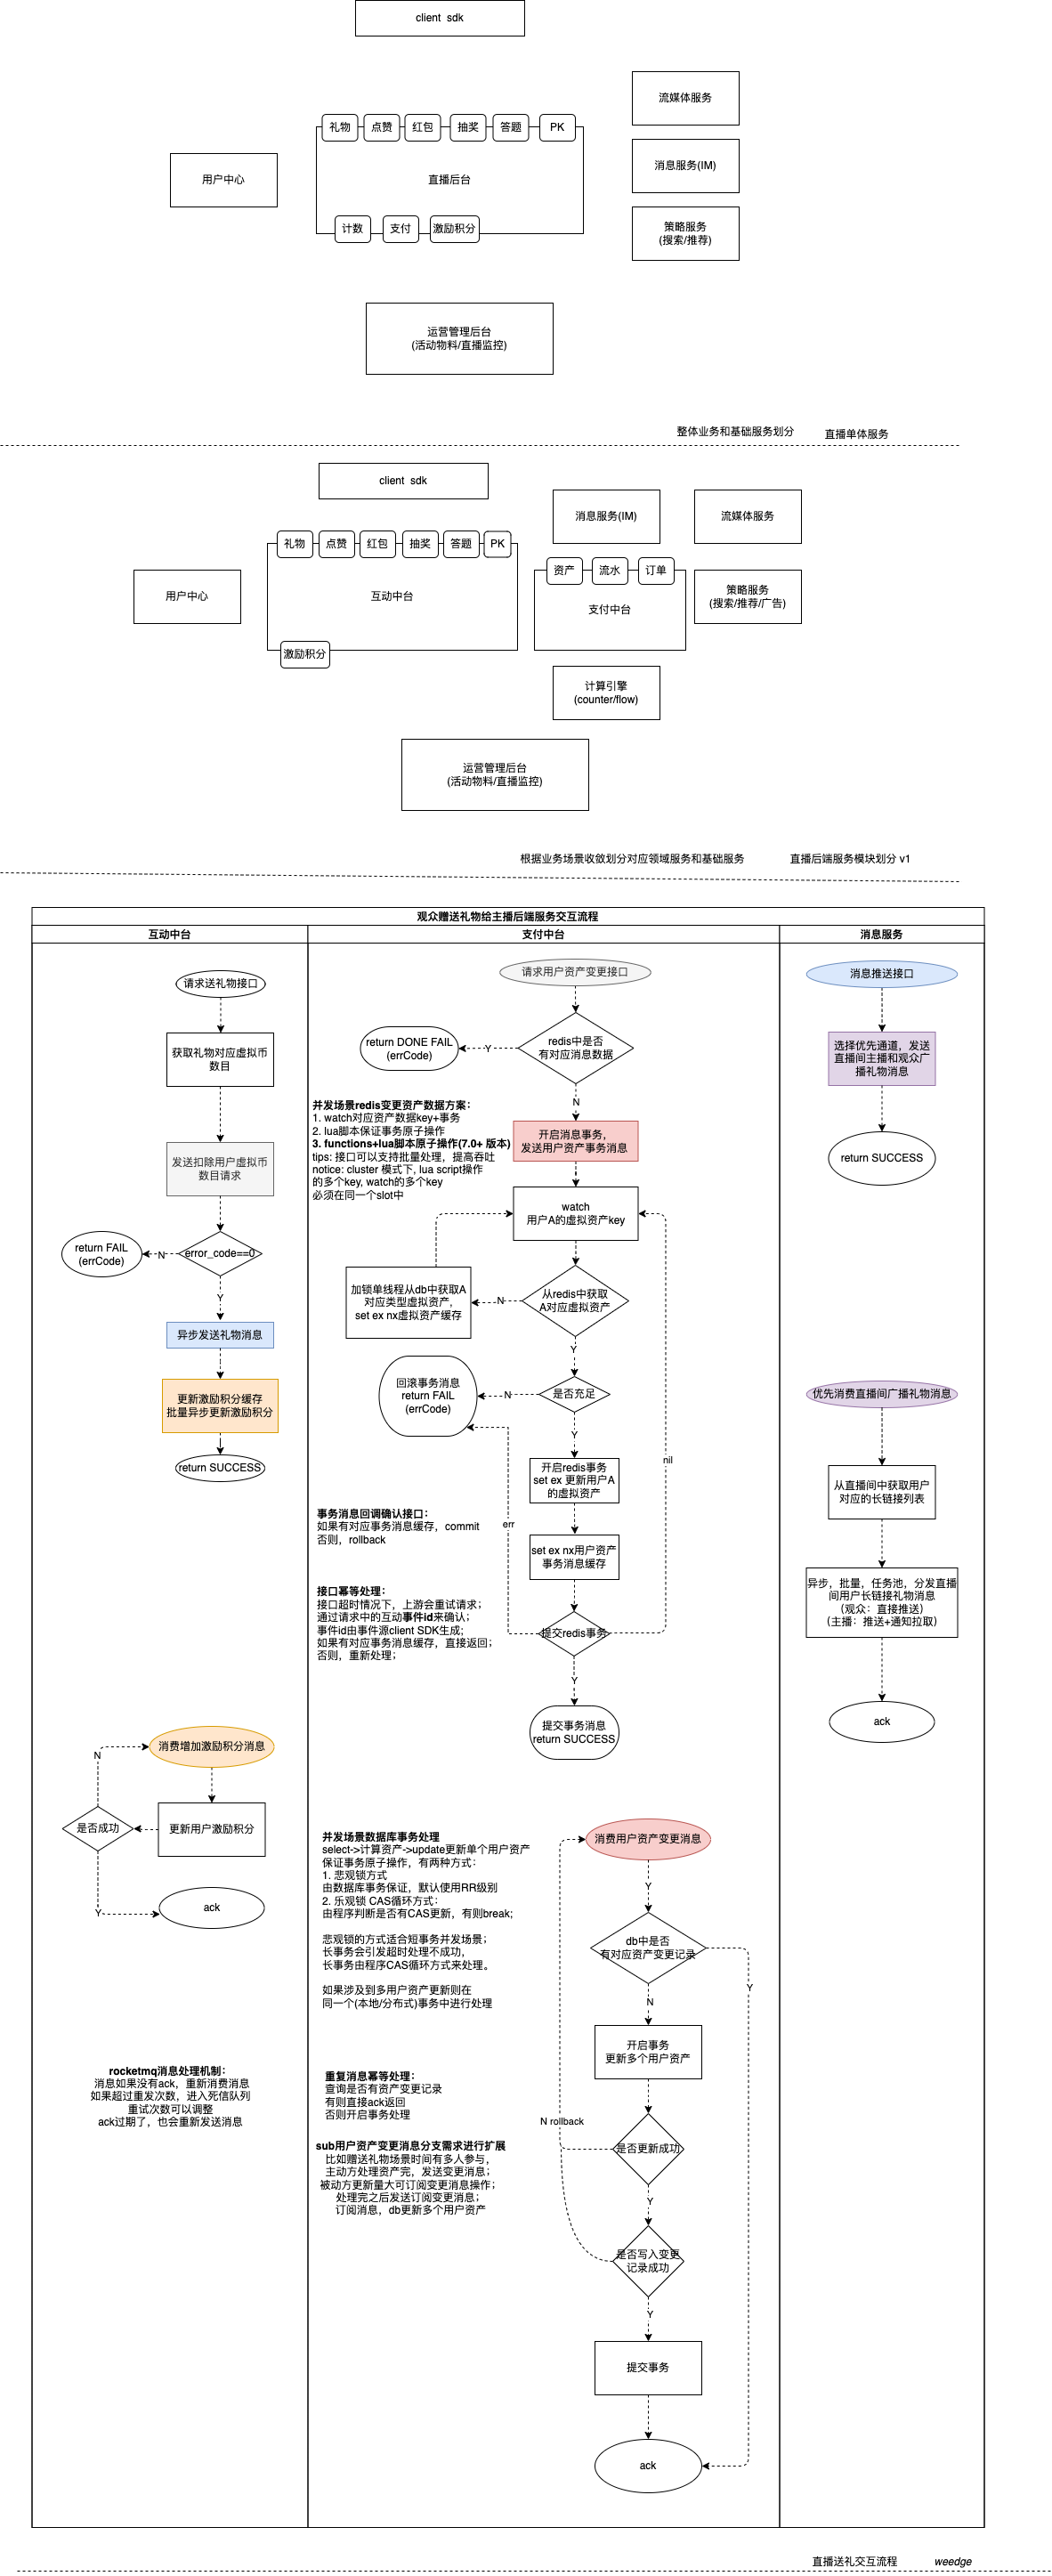 client sdk
流媒体服务
礼物
点赞
红包
抽奖
答题
PK
消息服务(IM)
用户中心
直播后台
策略服务
(搜索/推荐)
计数
支付
激励积分
运营管理后台
(活动物料/直播监控)
整体业务和基础服务划分
直播单体服务
client sdk
消息服务(IM)
流媒体服务
礼物
点赞
红包
抽奖
答题
PK
资产
流水
订单
用户中心
互动中台
支付中台
策略服务
(搜索/推荐/广告)
激励积分
计算引擎
(counter/flow)
运营管理后台
(活动物料/直播监控)
根据业务场景收敛划分对应领域服务和基础服务
直播后端服务模块划分 v1
观众赠送礼物给主播后端服务交互流程
互动中台
支付中台
消息服务
请求送礼物接口
获取礼物对应虚拟币
数目
发送扣除用户虚拟币
数目请求
error_code==0
N
return FAIL
(errCode)
Y
异步发送礼物消息
更新激励积分缓存
批量异步更新激励积分
return SUCCESS
消费增加激励积分消息
N
更新用户激励积分
是否成功
Y
ack
rocketmq消息处理机制：
消息如果没有ack，重新消费消息
如果超过重发次数，进入死信队列
重试次数可以调整
ack过期了，也会重新发送消息
请求用户资产变更接口
redis中是否
有对应消息数据
Y
return DONE FAIL
(errCode)
N
并发场景redis变更资产数据方案：
1. watch对应资产数据key+事务
2. lua脚本保证事务原子操作
3. functions+lua脚本原子操作(7.0+ 版本)
tips: 接口可以支持批量处理，提高吞吐
notice: cluster 模式下, lua script操作
的多个key, watch的多个key
必须在同一个slot中
开启消息事务，
发送用户资产事务消息
watch
用户A的虚拟资产key
从redis中获取
A对应虚拟资产
N
加锁单线程从db中获取A
对应类型虚拟资产，
set ex nx虚拟资产缓存
Y
是否充足
N
回滚事务消息
return FAIL
(errCode)
Y
nil
开启redis事务
set ex 更新用户A
的虚拟资产
err
set ex nx用户资产
事务消息缓存
事务消息回调确认接口：
如果有对应事务消息缓存，commit
否则，rollback
接口幂等处理：
接口超时情况下，上游会重试请求；
通过请求中的互动事件id来确认；
事件id由事件源client SDK生成;
如果有对应事务消息缓存，直接返回；
否则，重新处理；
提交redis事务
Y
提交事务消息
return SUCCESS
并发场景数据库事务处理
select->计算资产->update更新单个用户资产
保证事务原子操作，有两种方式：
1. 悲观锁方式
由数据库事务保证，默认使用RR级别
2. 乐观锁 CAS循环方式：
由程序判断是否有CAS更新，有则break;
悲观锁的方式适合短事务并发场景；
长事务会引发超时处理不成功，
长事务由程序CAS循环方式来处理。
如果涉及到多用户资产更新则在
同一个(本地/分布式)事务中进行处理
重复消息幂等处理：
查询是否有资产变更记录
有则直接ack返回
否则开启事务处理
sub用户资产变更消息分支需求进行扩展
比如赠送礼物场景时间有多人参与，
主动方处理资产完，发送变更消息；
被动方更新量大可订阅变更消息操作；
处理完之后发送订阅变更消息；
订阅消息，db更新多个用户资产
消费用户资产变更消息
Y
db中是否
有对应资产变更记录
Y
N
开启事务
更新多个用户资产
N rollback
是否更新成功
Y
是否写入变更
记录成功
Y
提交事务
ack
消息推送接口
选择优先通道，发送
直播间主播和观众广
播礼物消息
return SUCCESS
优先消费直播间广播礼物消息
从直播间中获取用户
对应的长链接列表
异步，批量，任务池，分发直播
间用户长链接礼物消息
(观众：直接推送)
(主播：推送+通知拉取)
ack
直播送礼交互流程
weedge